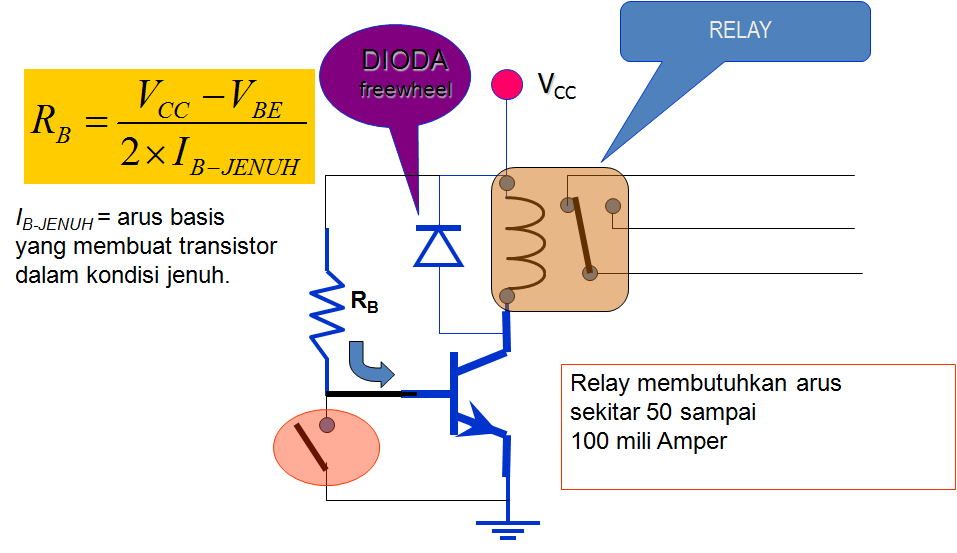 RELAY
DIODA
freewheel
V_CC
R_B = (V_CC − V_BE) / (2 × I_B−JENUH)
I_B-JENUH = arus basis
yang membuat transistor
dalam kondisi jenuh.
R_B
Relay membutuhkan arus
sekitar 50 sampai
100 mili Amper